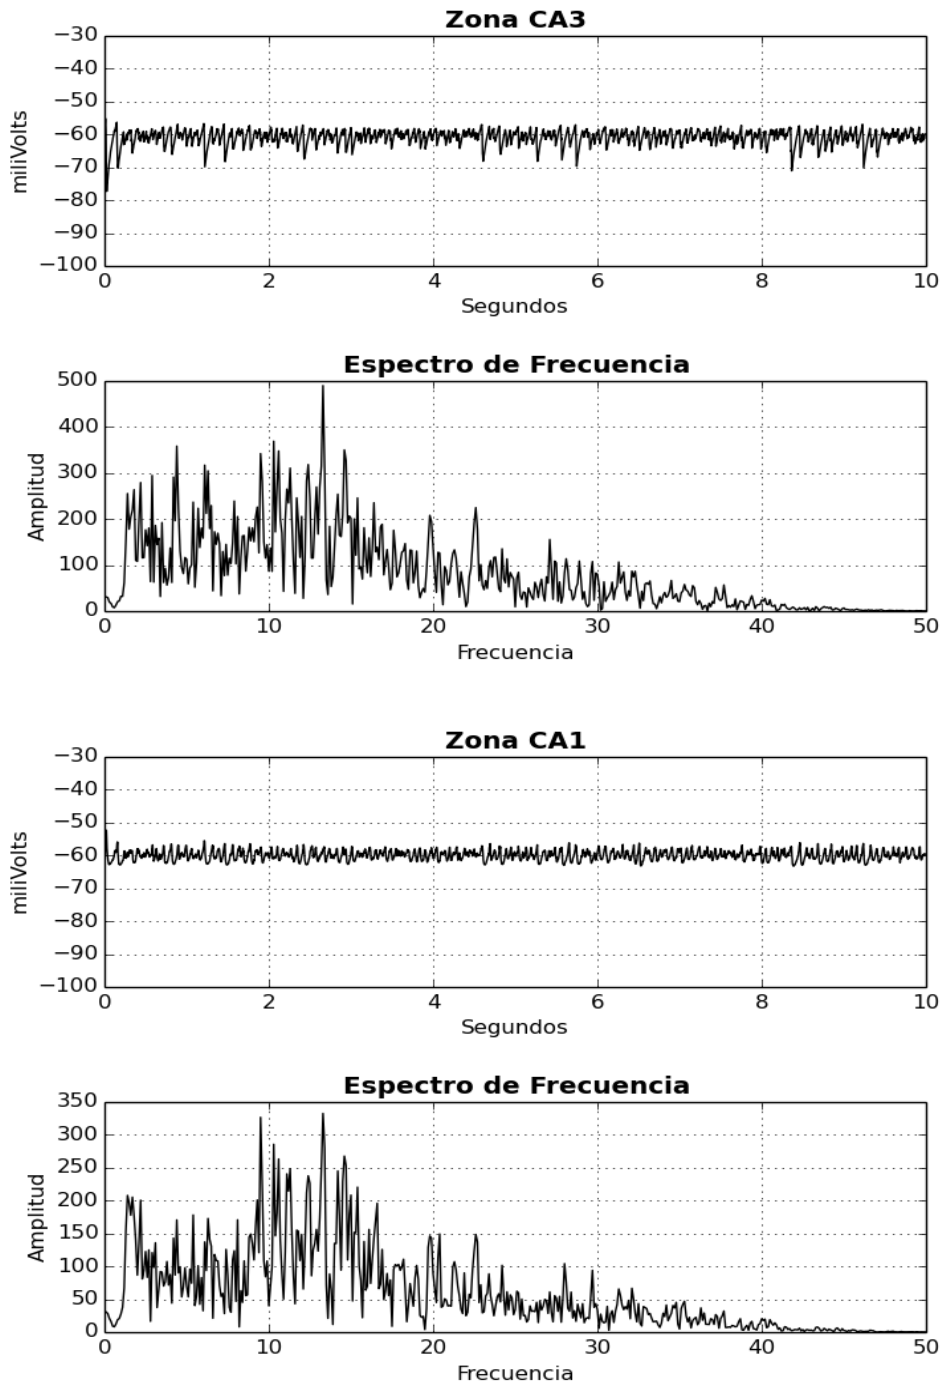 Zona CA3
−30
−40
−50
−60
−70
−80
−90
−100
miliVolts
0 2 4 6 8 10
Segundos
Espectro de Frecuencia
500
400
300
200
100
0
Amplitud
0 10 20 30 40 50
Frecuencia
Zona CA1
−30
−40
−50
−60
−70
−80
−90
−100
miliVolts
0 2 4 6 8 10
Segundos
Espectro de Frecuencia
350
300
250
200
150
100
50
0
Amplitud
0 10 20 30 40 50
Frecuencia